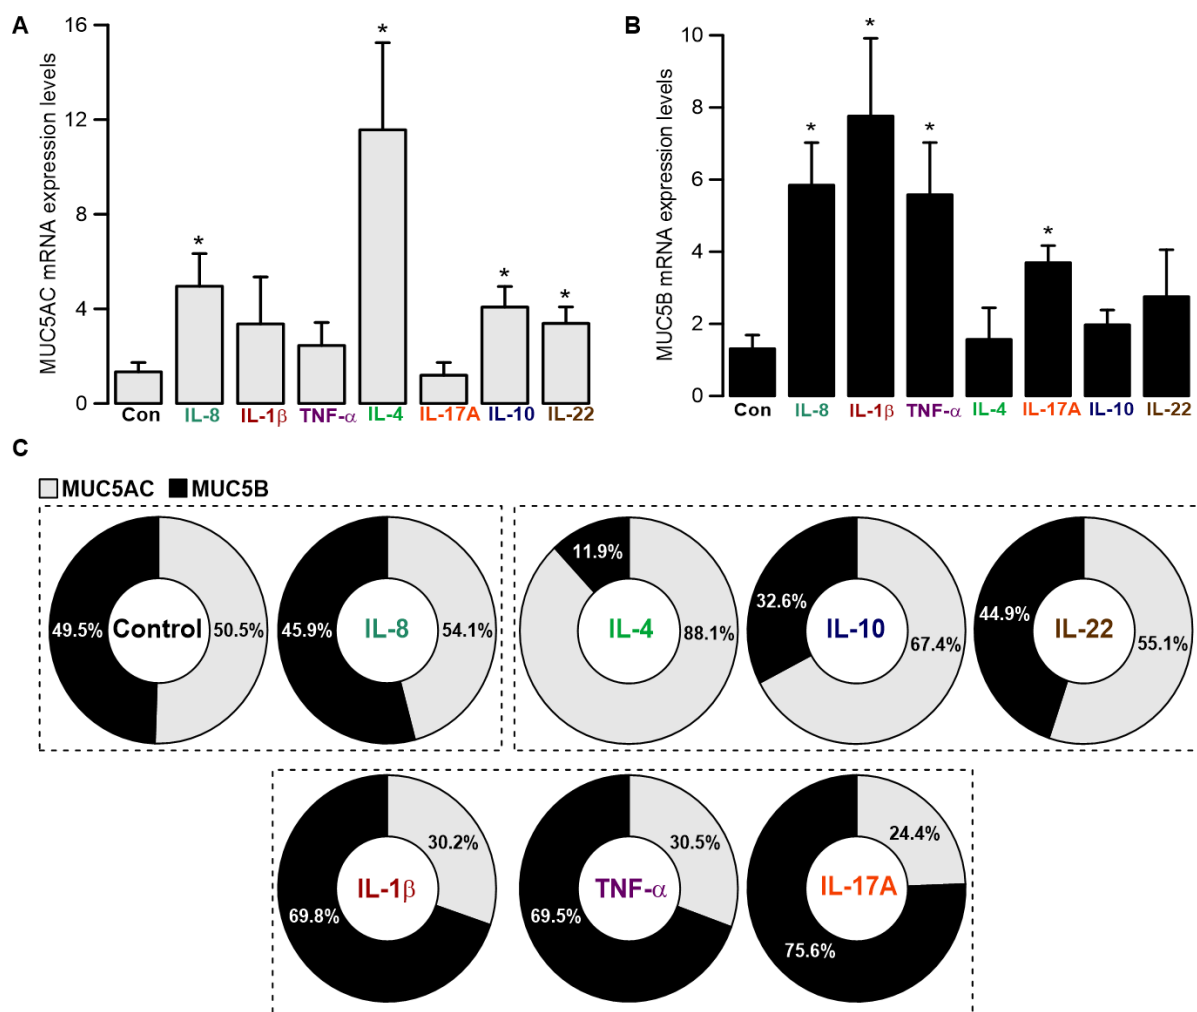 A
MUC5AC mRNA expression levels
16
12
8
4
0
* * * *
Con IL-8 IL-1β TNF-α IL-4 IL-17A IL-10 IL-22
B
MUC5B mRNA expression levels
10
8
6
4
2
0
* * * *
Con IL-8 IL-1β TNF-α IL-4 IL-17A IL-10 IL-22
C
MUC5AC MUC5B
49.5% Control 50.5%
45.9% IL-8 54.1%
11.9% IL-4 88.1%
32.6% IL-10 67.4%
44.9% IL-22 55.1%
30.2% IL-1β 69.8%
30.5% TNF-α 69.5%
24.4% IL-17A 75.6%